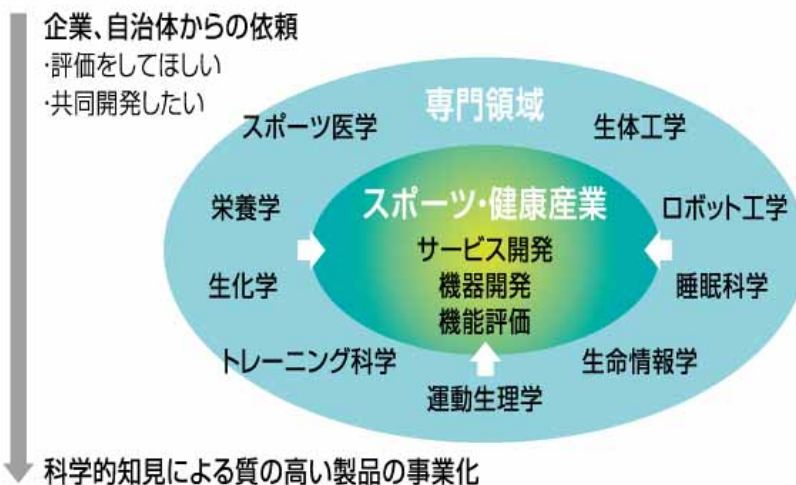 企業、自治体からの依頼
·評価をしてほしい
·共同開発したい
専門領域
スポーツ医学
生体工学
栄養学
スポーツ・健康産業
ロボット工学
サービス開発
機器開発
機能評価
生化学
睡眠科学
トレーニング科学
生命情報学
運動生理学
科学的知見による質の高い製品の事業化